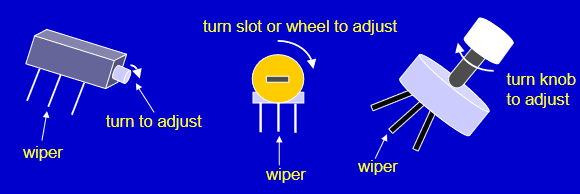 turn slot or wheel to adjust
turn to adjust
wiper
wiper
turn knob
to adjust
wiper